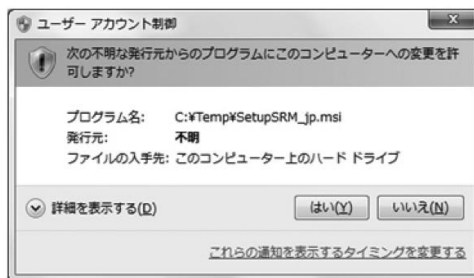 ユーザー アカウント制御
次の不明な発行元からのプログラムにこのコンピューターへの変更を許
可しますか?
プログラム名: C:¥Temp¥SetupSRM_jp.msi
発行元: 不明
ファイルの入手先: このコンピューター上のハード ドライブ
詳細を表示する(D) はい(Y) いいえ(N)
これらの通知を表示するタイミングを変更する